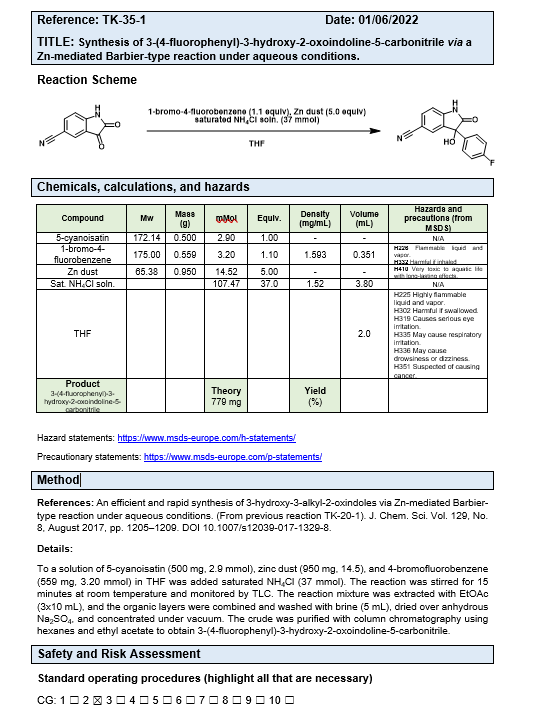 Reference: TK-35-1 Date: 01/06/2022
TITLE: Synthesis of 3-(4-fluorophenyl)-3-hydroxy-2-oxoindoline-5-carbonitrile via a
Zn-mediated Barbier-type reaction under aqueous conditions.
Reaction Scheme
N H O O N
1-bromo-4-fluorobenzene (1.1 equiv), Zn dust (5.0 equiv)
saturated NH4Cl soln. (37 mmol)
THF
H N O HO N F
Chemicals, calculations, and hazards
Compound Mw Mass (g) mMol Equiv. Density (mg/mL) Volume (mL) Hazards and precautions (from MSDS)
5-cyanoisatin 172.14 0.500 2.90 1.00 - - N/A
1-bromo-4-fluorobenzene 175.00 0.559 3.20 1.10 1.593 0.351 H226 Flammable liquid and vapor. H332 Harmful if inhaled
Zn dust 65.38 0.950 14.52 5.00 - - H410 Very toxic to aquatic life with long-lasting effects.
Sat. NH4Cl soln. 107.47 37.0 1.52 3.80 N/A
THF 2.0 H225 Highly flammable
liquid and vapor.
H302 Harmful if swallowed.
H319 Causes serious eye
irritation.
H335 May cause respiratory
irritation.
H336 May cause
drowsiness or dizziness.
H351 Suspected of causing
cancer.
Product Theory Yield
3-(4-fluorophenyl)-3-hydroxy-2-oxoindoline-5-carbonitrile 779 mg (%)
Hazard statements: https://www.msds-europe.com/h-statements/
Precautionary statements: https://www.msds-europe.com/p-statements/
Method
References: An efficient and rapid synthesis of 3-hydroxy-3-alkyl-2-oxindoles via Zn-mediated Barbier-
type reaction under aqueous conditions. (From previous reaction TK-20-1). J. Chem. Sci. Vol. 129, No.
8, August 2017, pp. 1205–1209. DOI 10.1007/s12039-017-1329-8.
Details:
To a solution of 5-cyanoisatin (500 mg, 2.9 mmol), zinc dust (950 mg, 14.5), and 4-bromofluorobenzene
(559 mg, 3.20 mmol) in THF was added saturated NH4Cl (37 mmol). The reaction was stirred for 15
minutes at room temperature and monitored by TLC. The reaction mixture was extracted with EtOAc
(3x10 mL), and the organic layers were combined and washed with brine (5 mL), dried over anhydrous
Na2SO4, and concentrated under vacuum. The crude was purified with column chromatography using
hexanes and ethyl acetate to obtain 3-(4-fluorophenyl)-3-hydroxy-2-oxoindoline-5-carbonitrile.
Safety and Risk Assessment
Standard operating procedures (highlight all that are necessary)
CG: 1 ☐ 2 ☒ 3 ☐ 4 ☐ 5 ☐ 6 ☐ 7 ☐ 8 ☐ 9 ☐ 10 ☐